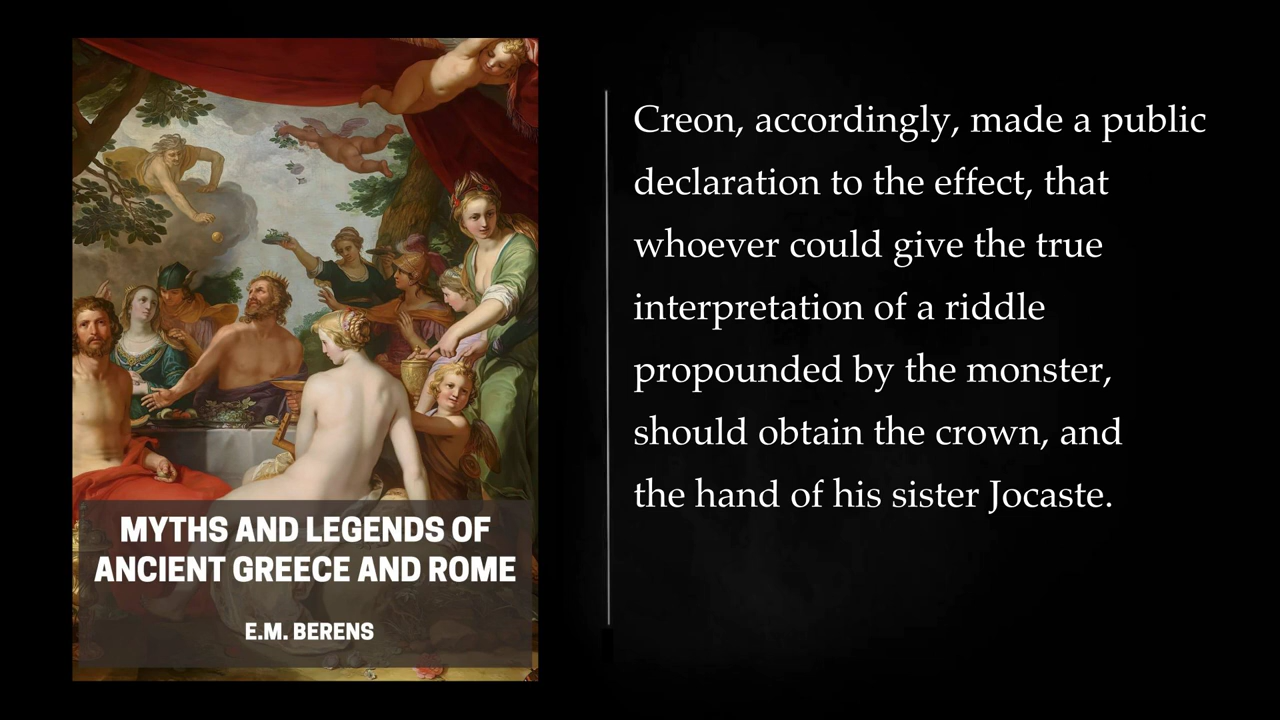 MYTHS AND LEGENDS OF
ANCIENT GREECE AND ROME
E.M. BERENS
Creon, accordingly, made a public
declaration to the effect, that
whoever could give the true
interpretation of a riddle
propounded by the monster,
should obtain the crown, and
the hand of his sister Jocaste.